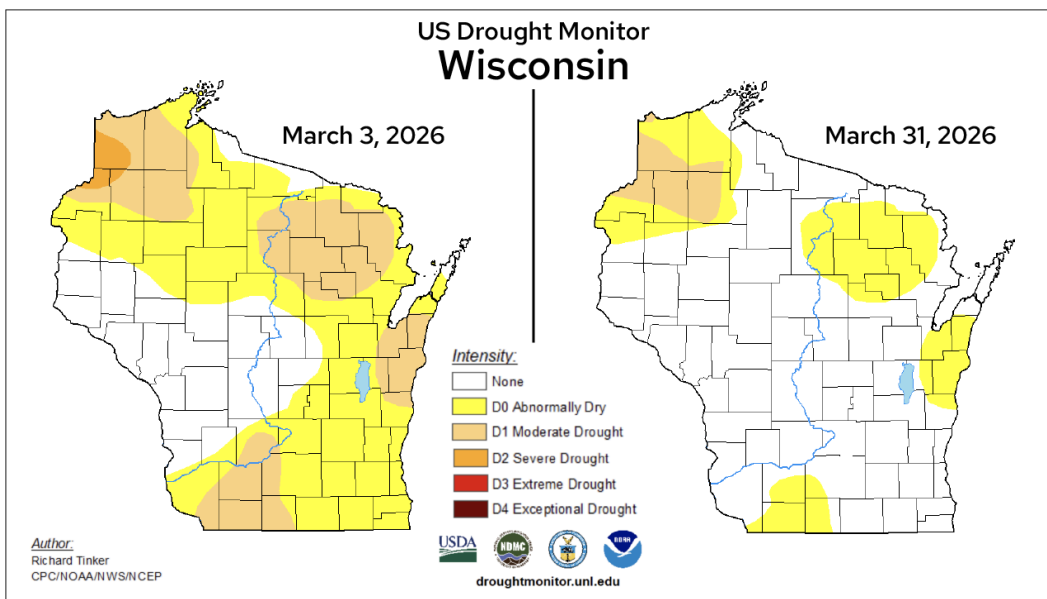 US Drought Monitor
Wisconsin
March 3, 2026
March 31, 2026
Intensity:
None
D0 Abnormally Dry
D1 Moderate Drought
D2 Severe Drought
D3 Extreme Drought
D4 Exceptional Drought
Author:
Richard Tinker
CPC/NOAA/NWS/NCEP
USDA
NDMC
NOAA
droughtmonitor.unl.edu